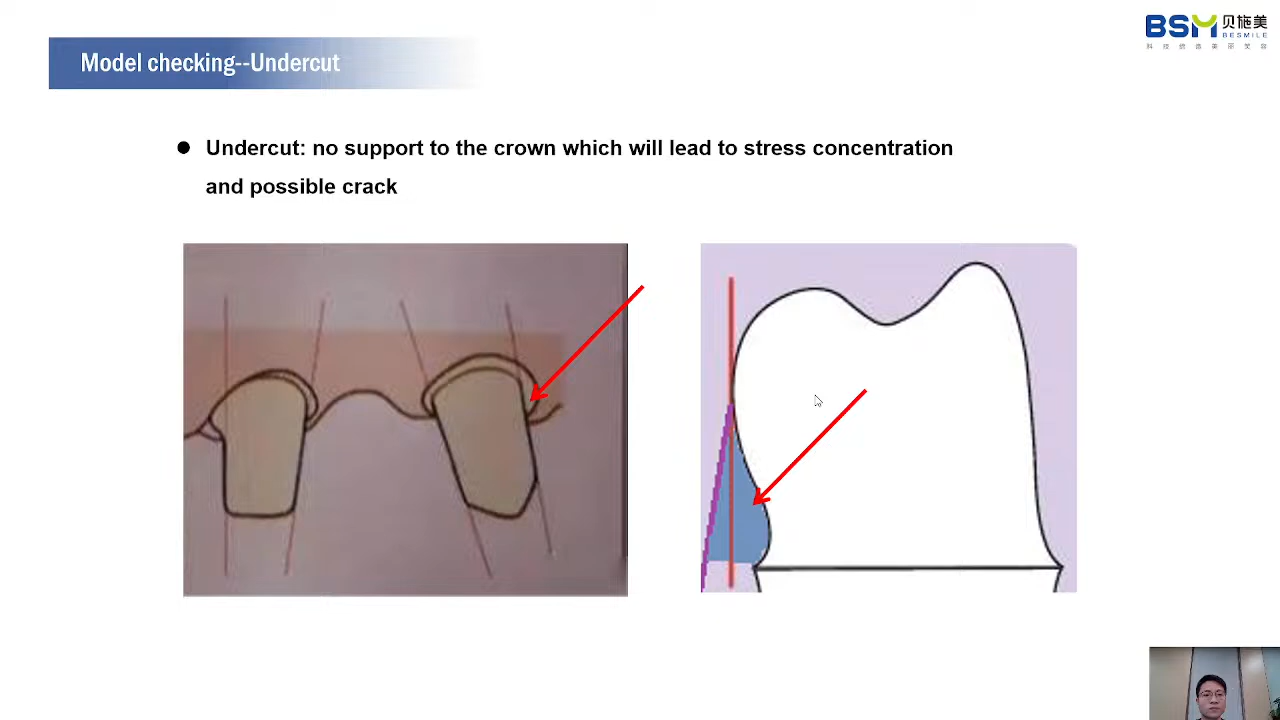 BSM 贝施美
BESMILE
Model checking--Undercut
Undercut: no support to the crown which will lead to stress concentration
and possible crack